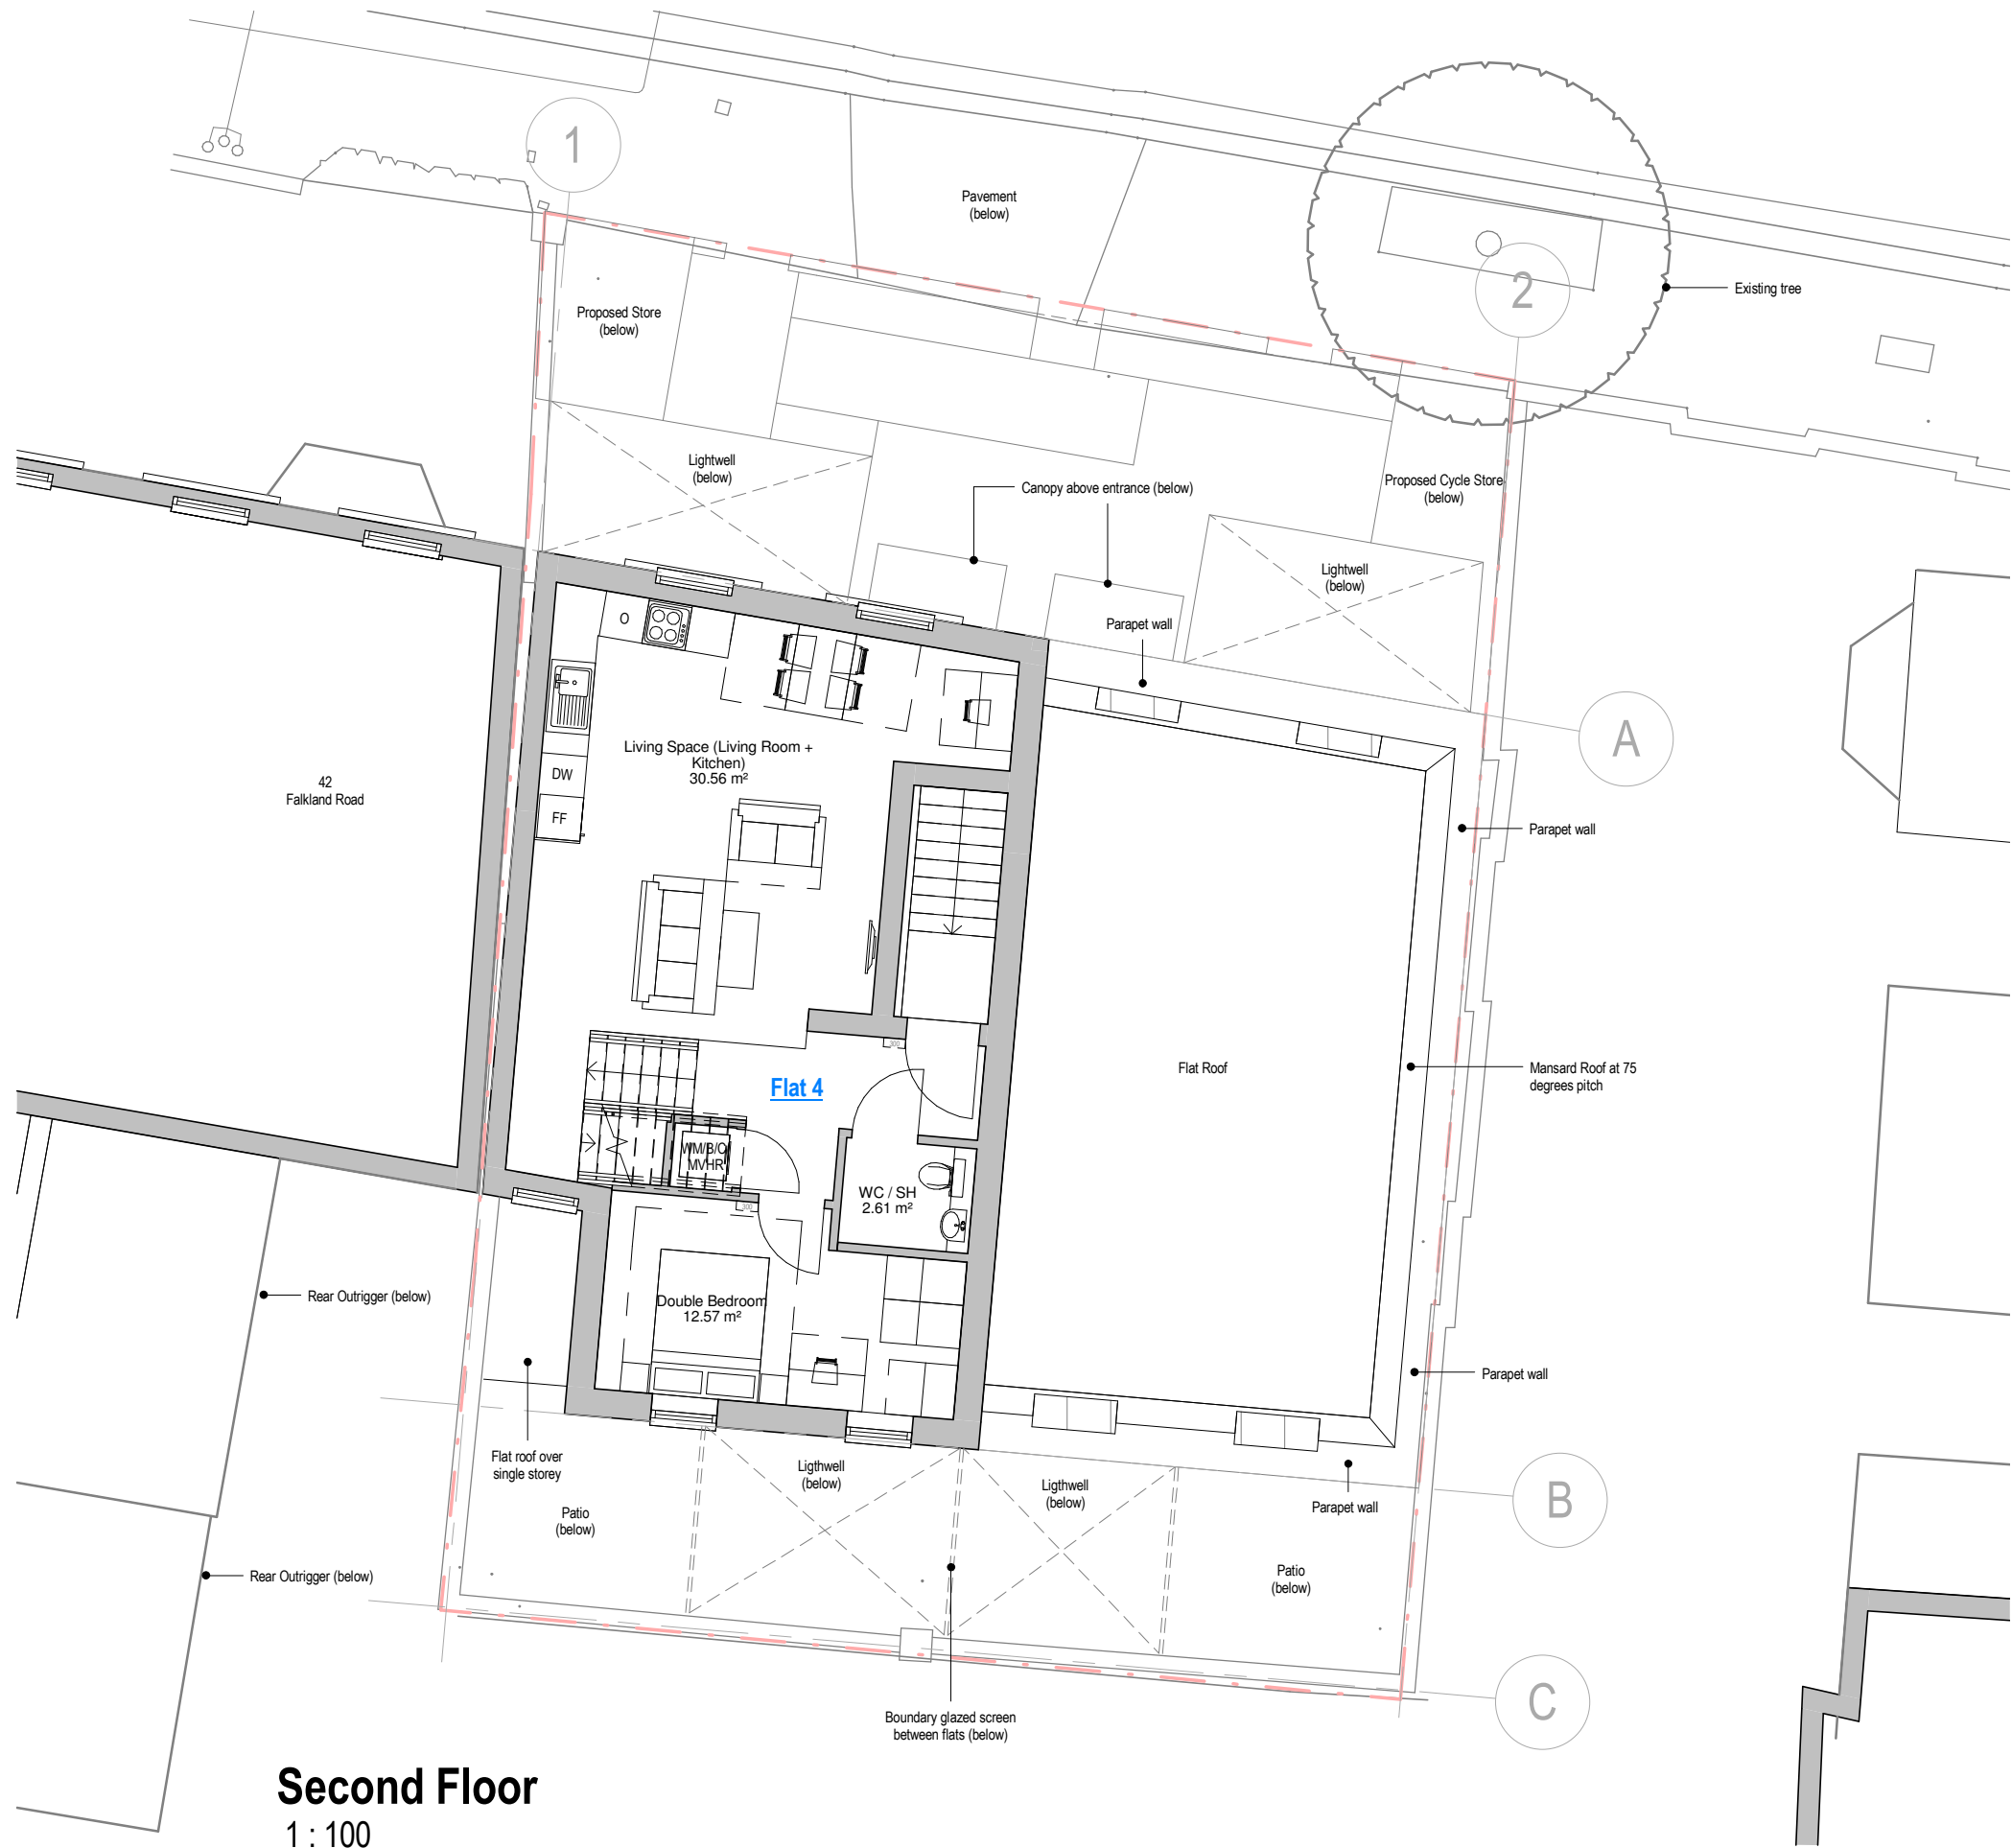 1
Pavement
(below)
2
Existing tree
Proposed Store
(below)
Lightwell
(below)
Canopy above entrance (below)
Proposed Cycle Store
(below)
Lightwell
(below)
Parapet wall
A
42
Falkland Road
Living Space (Living Room +
Kitchen)
30.56 m²
DW
FF
Parapet wall
Flat Roof
Mansard Roof at 75
degrees pitch
Flat 4
WM/B/C/
MVHR
WC / SH
2.61 m²
300
300
Rear Outrigger (below)
Double Bedroom
12.57 m²
Parapet wall
Flat roof over
single storey
Ligthwell
(below)
Ligthwell
(below)
Parapet wall
B
Patio
(below)
Rear Outrigger (below)
Patio
(below)
Boundary glazed screen
between flats (below)
C
Second Floor
1 : 100